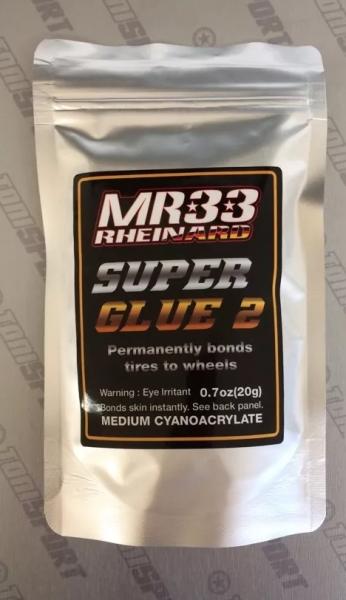 MR33
RHEINARD
SUPER
GLUE 2
Permanently bonds
tires to wheels
Warning : Eye Irritant 0.7oz(20g)
Bonds skin instantly. See back panel.
MEDIUM CYANOACRYLATE
TONISPORT